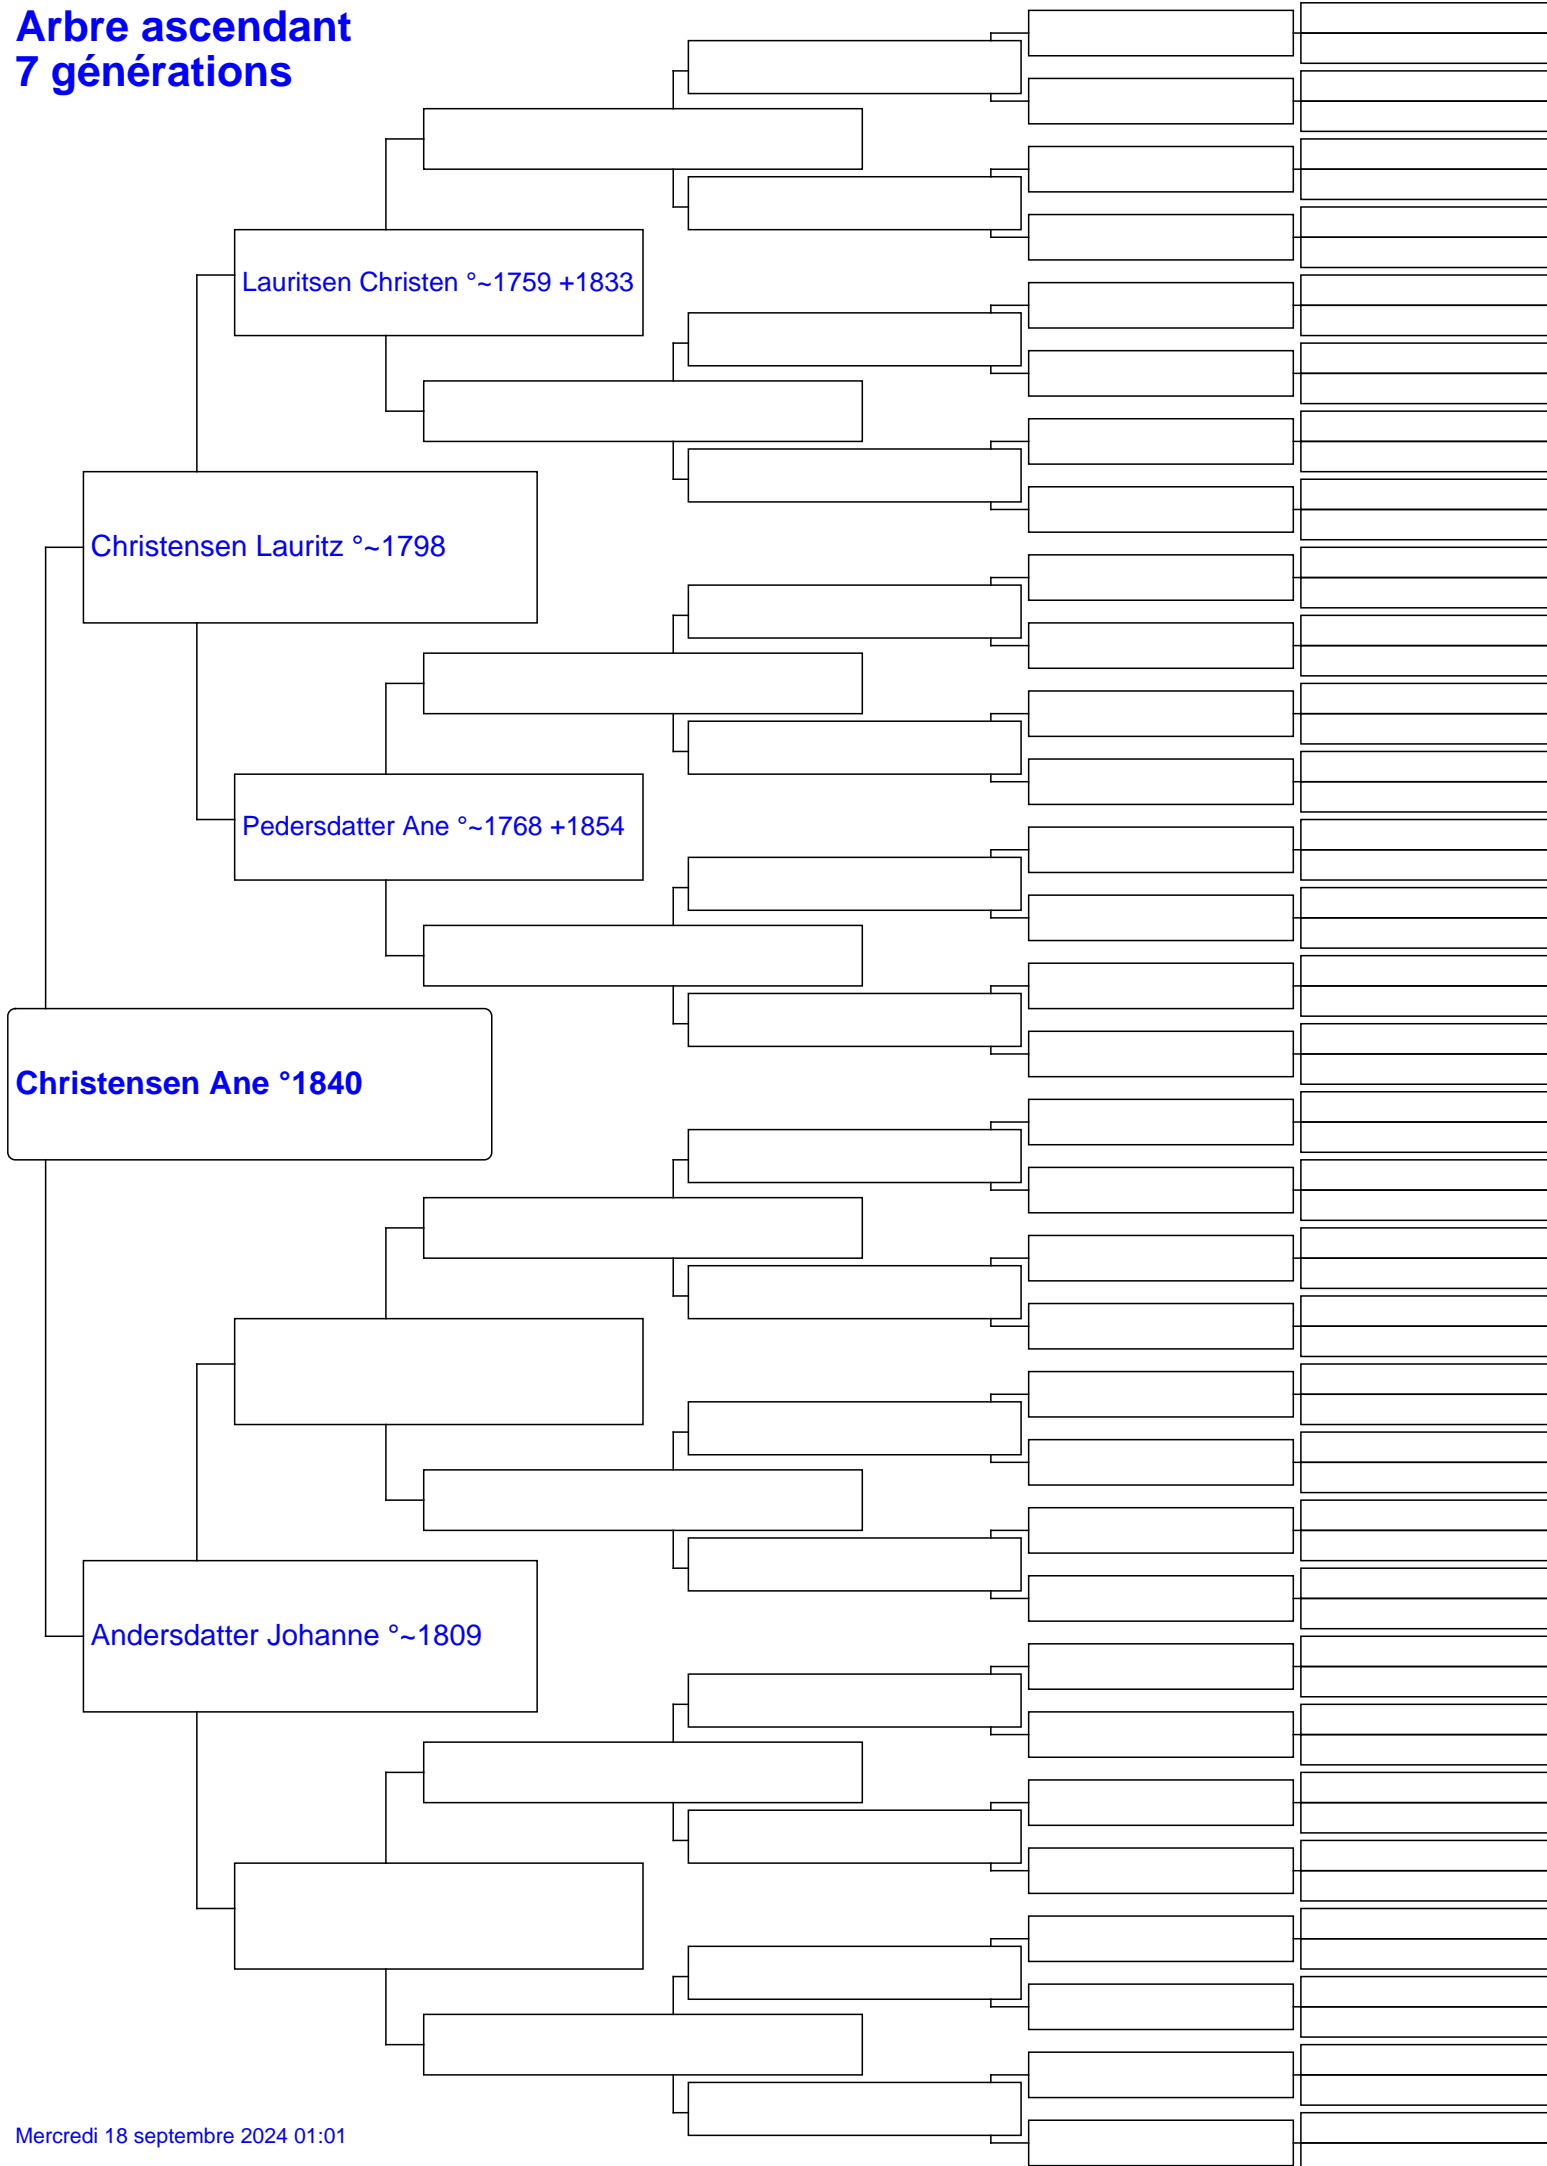 Arbre ascendant
7 générations
Lauritsen Christen °~1759 +1833
Christensen Lauritz °~1798
Pedersdatter Ane °~1768 +1854
Christensen Ane °1840
Andersdatter Johanne °~1809
Mercredi 18 septembre 2024 01:01